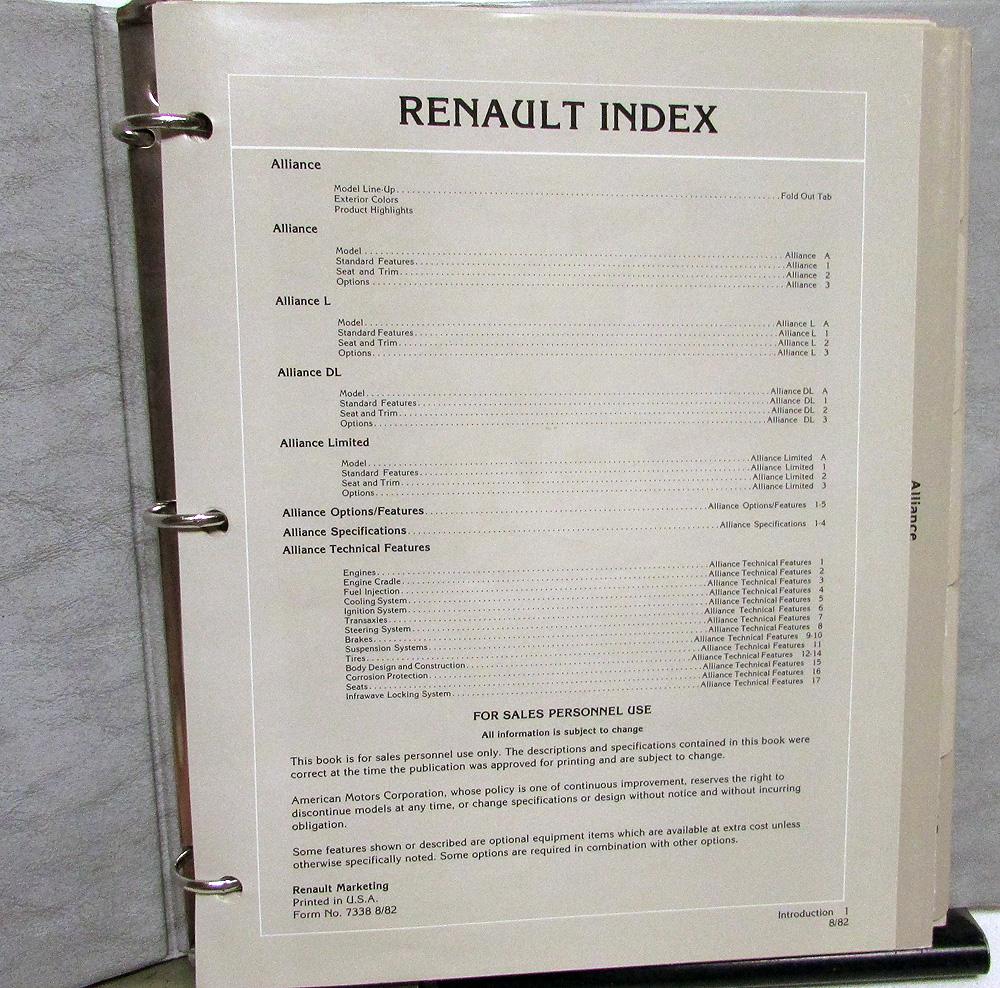 RENAULT INDEX
Alliance
Model Line-Up........................................Fold Out Tab
Exterior Colors
Product Highlights
Alliance
Model........................................Alliance A
Standard Features........................................Alliance 1
Seat and Trim........................................Alliance 2
Options........................................Alliance 3
Alliance L
Model........................................Alliance L A
Standard Features........................................Alliance L 1
Seat and Trim........................................Alliance L 2
Options........................................Alliance L 3
Alliance DL
Model........................................Alliance DL A
Standard Features........................................Alliance DL 1
Seat and Trim........................................Alliance DL 2
Options........................................Alliance DL 3
Alliance Limited
Model........................................Alliance Limited A
Standard Features........................................Alliance Limited 1
Seat and Trim........................................Alliance Limited 2
Options........................................Alliance Limited 3
Alliance Options/Features........................................Alliance Options/Features 1-5
Alliance Specifications........................................Alliance Specifications 1-4
Alliance Technical Features
Engines........................................Alliance Technical Features 1
Engine Cradle........................................Alliance Technical Features 2
Fuel Injection........................................Alliance Technical Features 3
Cooling System........................................Alliance Technical Features 4
Ignition System........................................Alliance Technical Features 5
Transaxles........................................Alliance Technical Features 6
Steering System........................................Alliance Technical Features 7
Brakes........................................Alliance Technical Features 8
Suspension Systems........................................Alliance Technical Features 9-10
Tires........................................Alliance Technical Features 11
Body Design and Construction........................................Alliance Technical Features 12-14
Corrosion Protection........................................Alliance Technical Features 15
Seats........................................Alliance Technical Features 16
Infrawave Locking System........................................Alliance Technical Features 17
FOR SALES PERSONNEL USE
All information is subject to change
This book is for sales personnel use only. The descriptions and specifications contained in this book were
correct at the time the publication was approved for printing and are subject to change.
American Motors Corporation, whose policy is one of continuous improvement, reserves the right to
discontinue models at any time, or change specifications or design without notice and without incurring
obligation.
Some features shown or described are optional equipment items which are available at extra cost unless
otherwise specifically noted. Some options are required in combination with other options.
Renault Marketing
Printed in U.S.A.
Form No. 7338 8/82
Introduction 1
8/82
Alliance